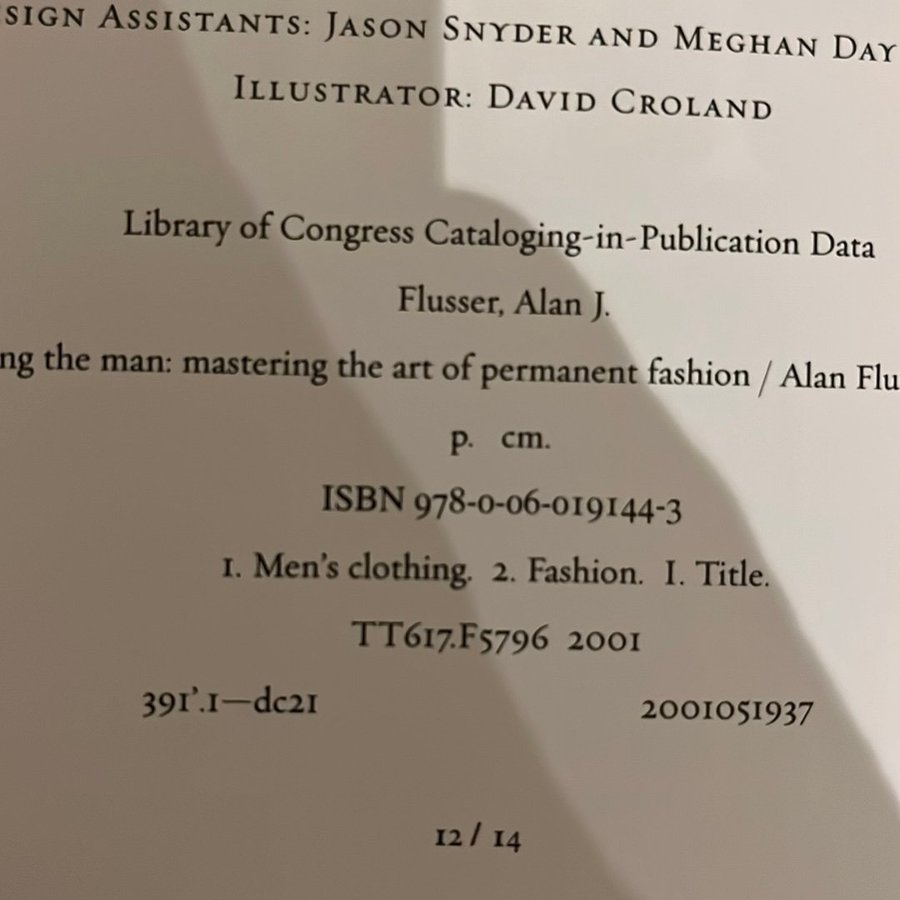 SIGN ASSISTANTS: JASON SNYDER AND MEGHAN DAY
ILLUSTRATOR: DAVID CROLAND
Library of Congress Cataloging-in-Publication Data
Flusser, Alan J.
ng the man: mastering the art of permanent fashion / Alan Flu
p. cm.
ISBN 978-0-06-019144-3
1. Men's clothing. 2. Fashion. I. Title.
TT617.F5796 2001
391'.1—dc21 2001051937
12 / 14